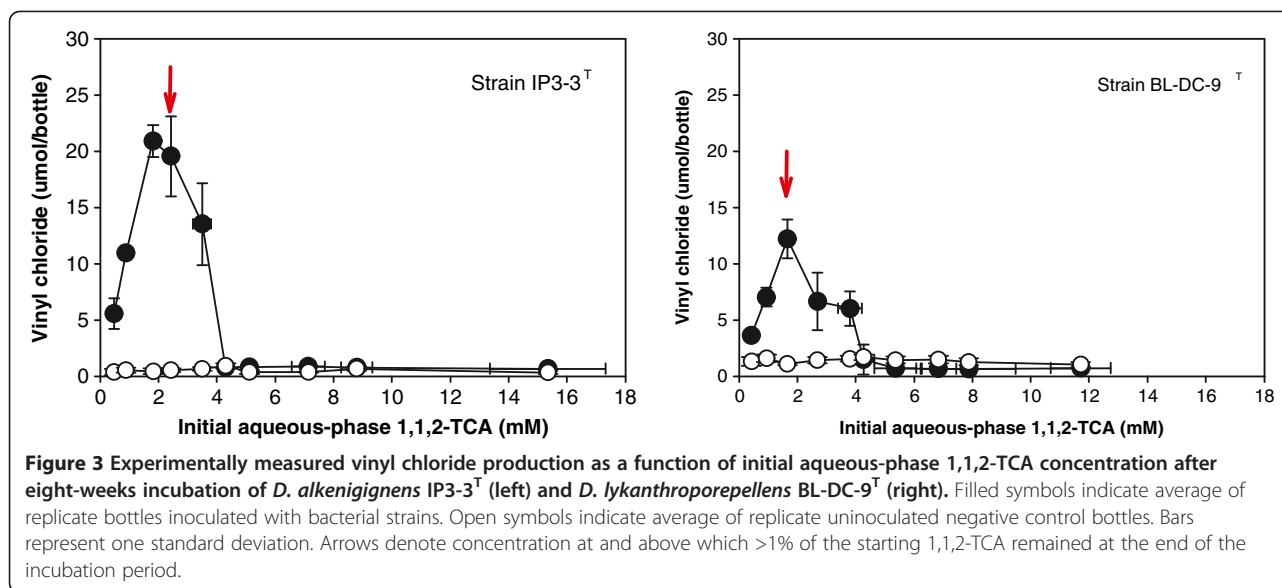 30
25
20
15
10
5
0
Vinyl chloride (umol/bottle)
Strain IP3-3T
0 2 4 6 8 10 12 14 16 18
Initial aqueous-phase 1,1,2-TCA (mM)
30
25
20
15
10
5
0
Vinyl chloride (umol/bottle)
Strain BL-DC-9 T
0 2 4 6 8 10 12 14 16 18
Initial aqueous-phase 1,1,2-TCA (mM)
Figure 3 Experimentally measured vinyl chloride production as a function of initial aqueous-phase 1,1,2-TCA concentration after
eight-weeks incubation of D. alkenigignens IP3-3T (left) and D. lykanthroporepellens BL-DC-9T (right). Filled symbols indicate average of
replicate bottles inoculated with bacterial strains. Open symbols indicate average of replicate uninoculated negative control bottles. Bars
represent one standard deviation. Arrows denote concentration at and above which >1% of the starting 1,1,2-TCA remained at the end of the
incubation period.